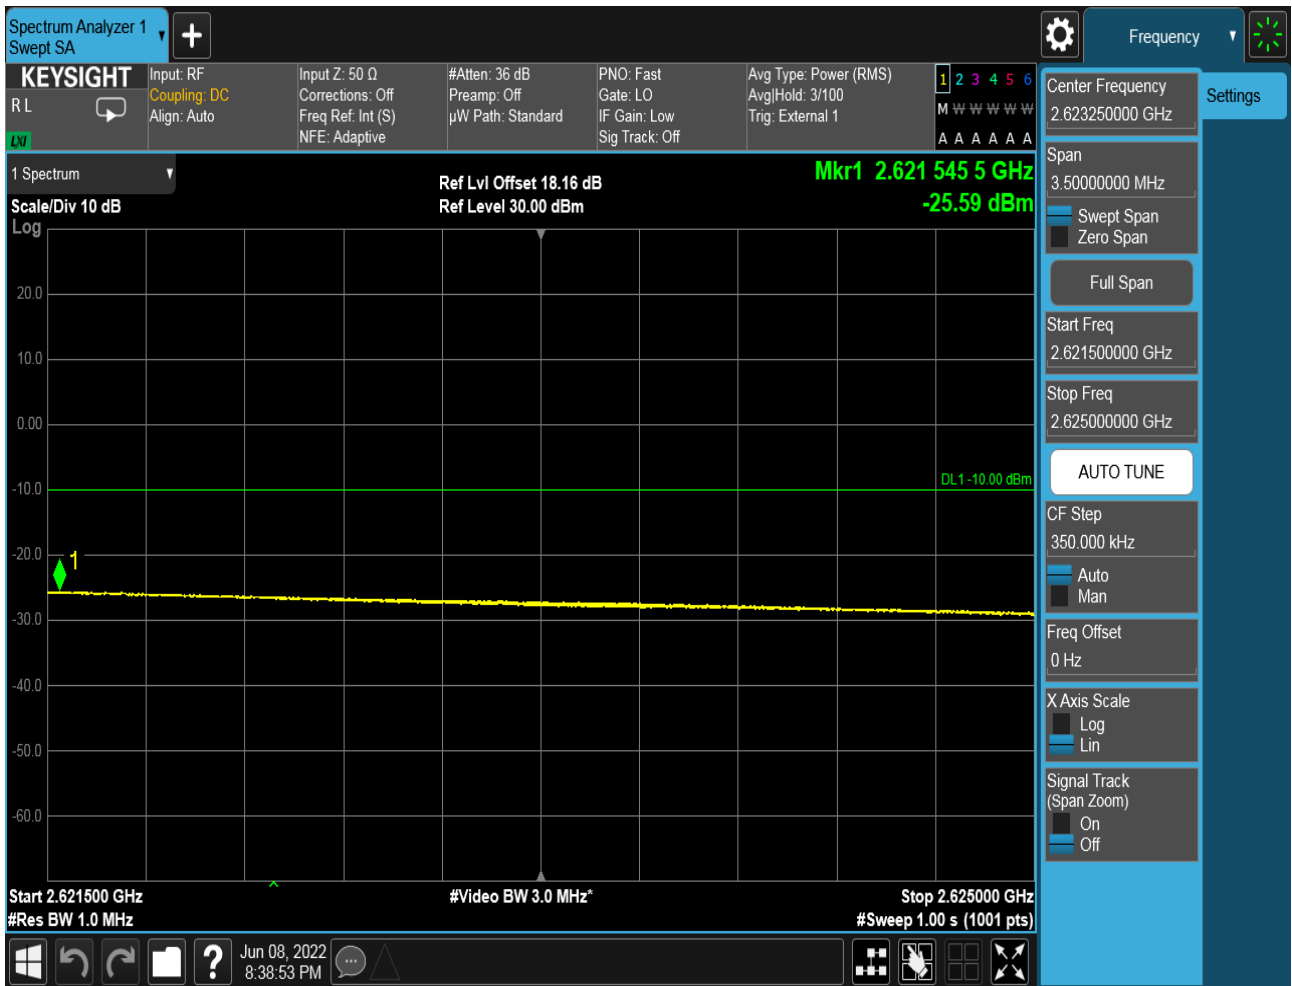 Spectrum Analyzer 1
Swept SA
Frequency
KEYSIGHT
R L
LXI
Input: RF
Coupling: DC
Align: Auto
Input Z: 50 Ω
Corrections: Off
Freq Ref: Int (S)
NFE: Adaptive
#Atten: 36 dB
Preamp: Off
µW Path: Standard
PNO: Fast
Gate: LO
IF Gain: Low
Sig Track: Off
Avg Type: Power (RMS)
Avg|Hold: 3/100
Trig: External 1
1 2 3 4 5 6
M W W W W W
A A A A A A
1 Spectrum
Scale/Div 10 dB
Log
Ref Lvl Offset 18.16 dB
Ref Level 30.00 dBm
Mkr1 2.621 545 5 GHz
-25.59 dBm
20.0
10.0
0.00
-10.0
-20.0
-30.0
-40.0
-50.0
-60.0
DL1 -10.00 dBm
1
Start 2.621500 GHz
#Res BW 1.0 MHz
#Video BW 3.0 MHz*
Stop 2.625000 GHz
#Sweep 1.00 s (1001 pts)
Center Frequency
2.623250000 GHz
Span
3.50000000 MHz
Swept Span
Zero Span
Full Span
Start Freq
2.621500000 GHz
Stop Freq
2.625000000 GHz
AUTO TUNE
CF Step
350.000 kHz
Auto
Man
Freq Offset
0 Hz
X Axis Scale
Log
Lin
Signal Track
(Span Zoom)
On
Off
Settings
?
Jun 08, 2022
8:38:53 PM